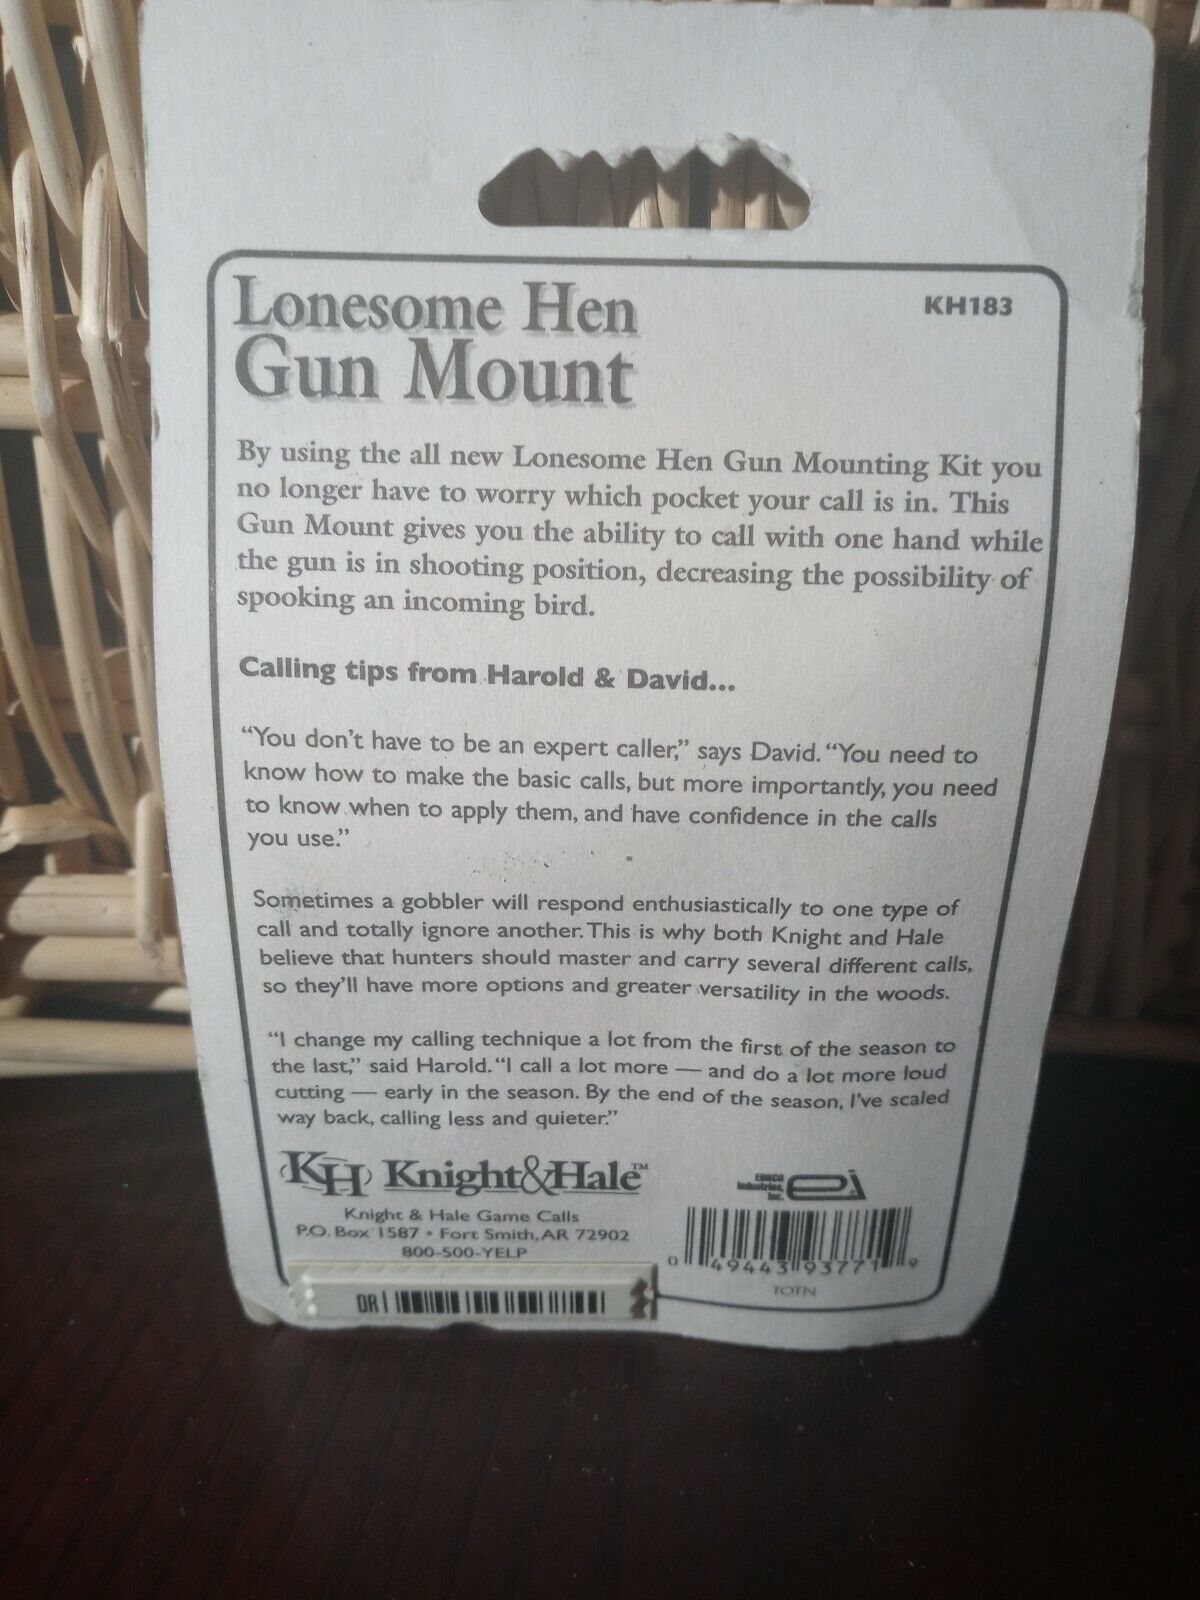 Lonesome Hen
Gun Mount
KH183
By using the all new Lonesome Hen Gun Mounting Kit you
no longer have to worry which pocket your call is in. This
Gun Mount gives you the ability to call with one hand while
the gun is in shooting position, decreasing the possibility of
spooking an incoming bird.
Calling tips from Harold & David...
“You don’t have to be an expert caller,” says David. “You need to
know how to make the basic calls, but more importantly, you need
to know when to apply them, and have confidence in the calls
you use.”
Sometimes a gobbler will respond enthusiastically to one type of
call and totally ignore another. This is why both Knight and Hale
believe that hunters should master and carry several different calls,
so they’ll have more options and greater versatility in the woods.
“I change my calling technique a lot from the first of the season to
the last,” said Harold. “I call a lot more — and do a lot more loud
cutting — early in the season. By the end of the season, I’ve scaled
way back, calling less and quieter.”
KH Knight&Hale™
Knight & Hale Game Calls
P.O. Box 1587 • Fort Smith, AR 72902
800-500-YELP
EBSCO
Industries,
Inc.
ei
0 49443 93771 9
TOTN
DR